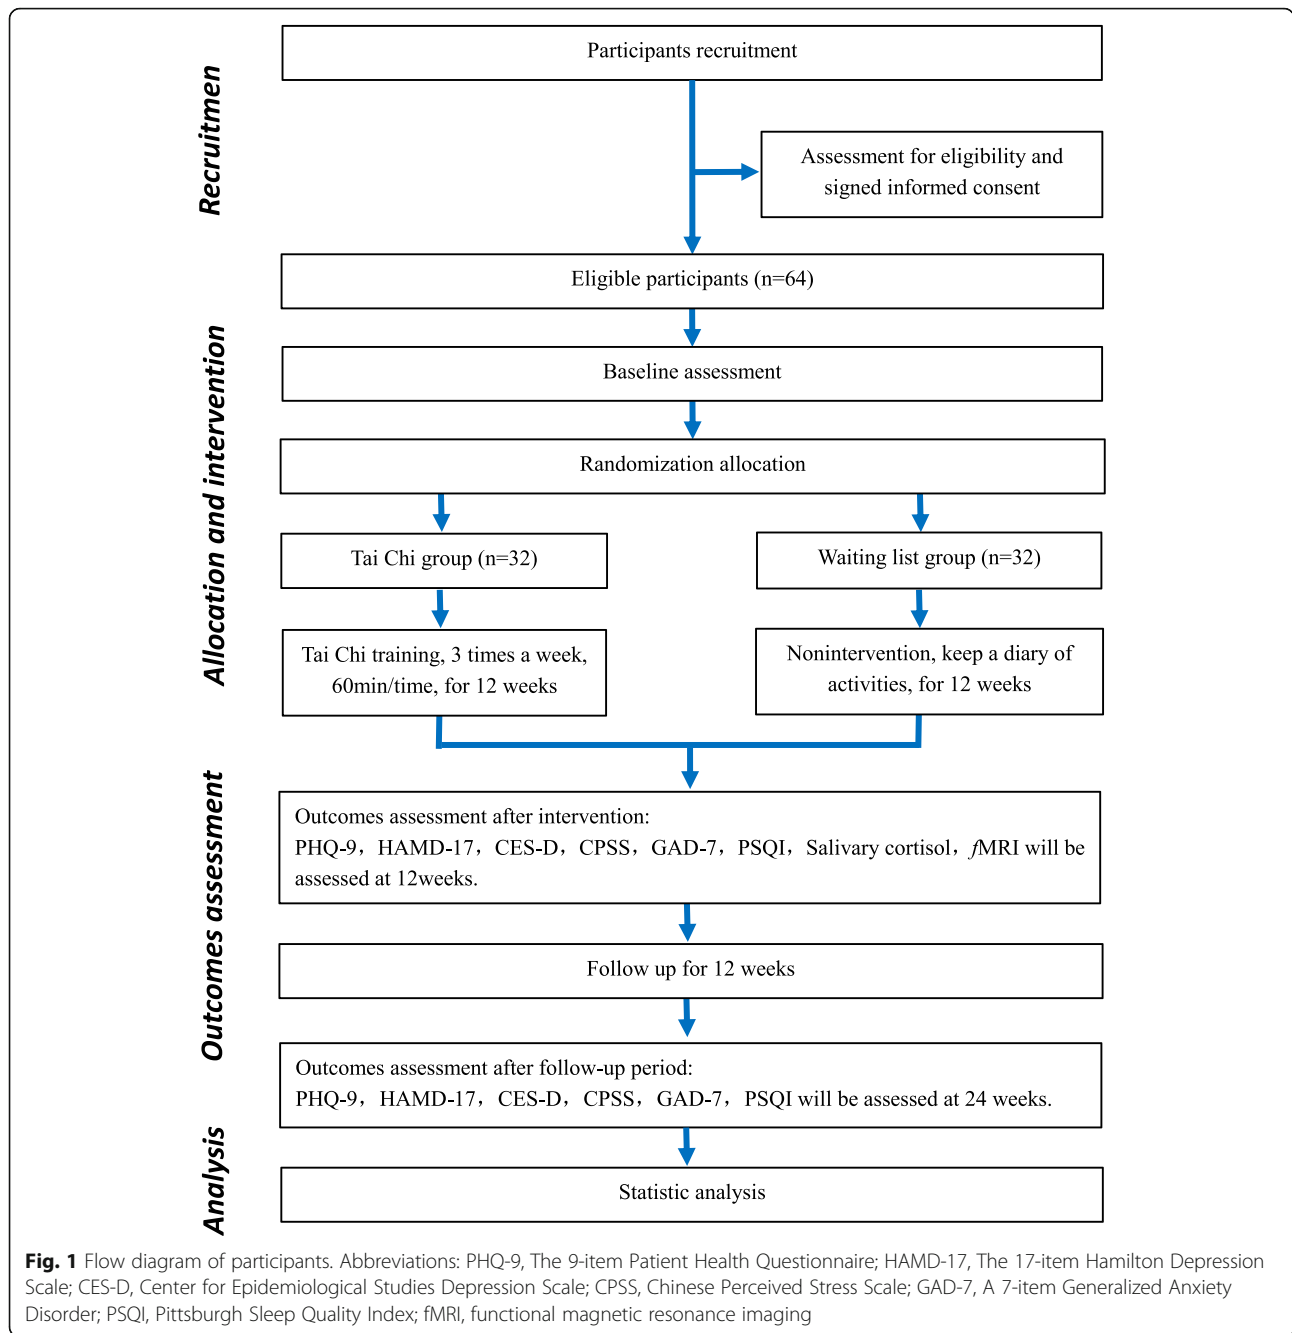 Recruitmen
Participants recruitment
Assessment for eligibility and
signed informed consent
Eligible participants (n=64)
Allocation and intervention
Baseline assessment
Randomization allocation
Tai Chi group (n=32)
Waiting list group (n=32)
Tai Chi training, 3 times a week,
60min/time, for 12 weeks
Nonintervention, keep a diary of
activities, for 12 weeks
Outcomes assessment
Outcomes assessment after intervention:
PHQ-9，HAMD-17，CES-D，CPSS，GAD-7，PSQI，Salivary cortisol，fMRI will be
assessed at 12weeks.
Follow up for 12 weeks
Outcomes assessment after follow-up period:
PHQ-9，HAMD-17，CES-D，CPSS，GAD-7，PSQI will be assessed at 24 weeks.
Analysis
Statistic analysis
Fig. 1 Flow diagram of participants. Abbreviations: PHQ-9, The 9-item Patient Health Questionnaire; HAMD-17, The 17-item Hamilton Depression
Scale; CES-D, Center for Epidemiological Studies Depression Scale; CPSS, Chinese Perceived Stress Scale; GAD-7, A 7-item Generalized Anxiety
Disorder; PSQI, Pittsburgh Sleep Quality Index; fMRI, functional magnetic resonance imaging